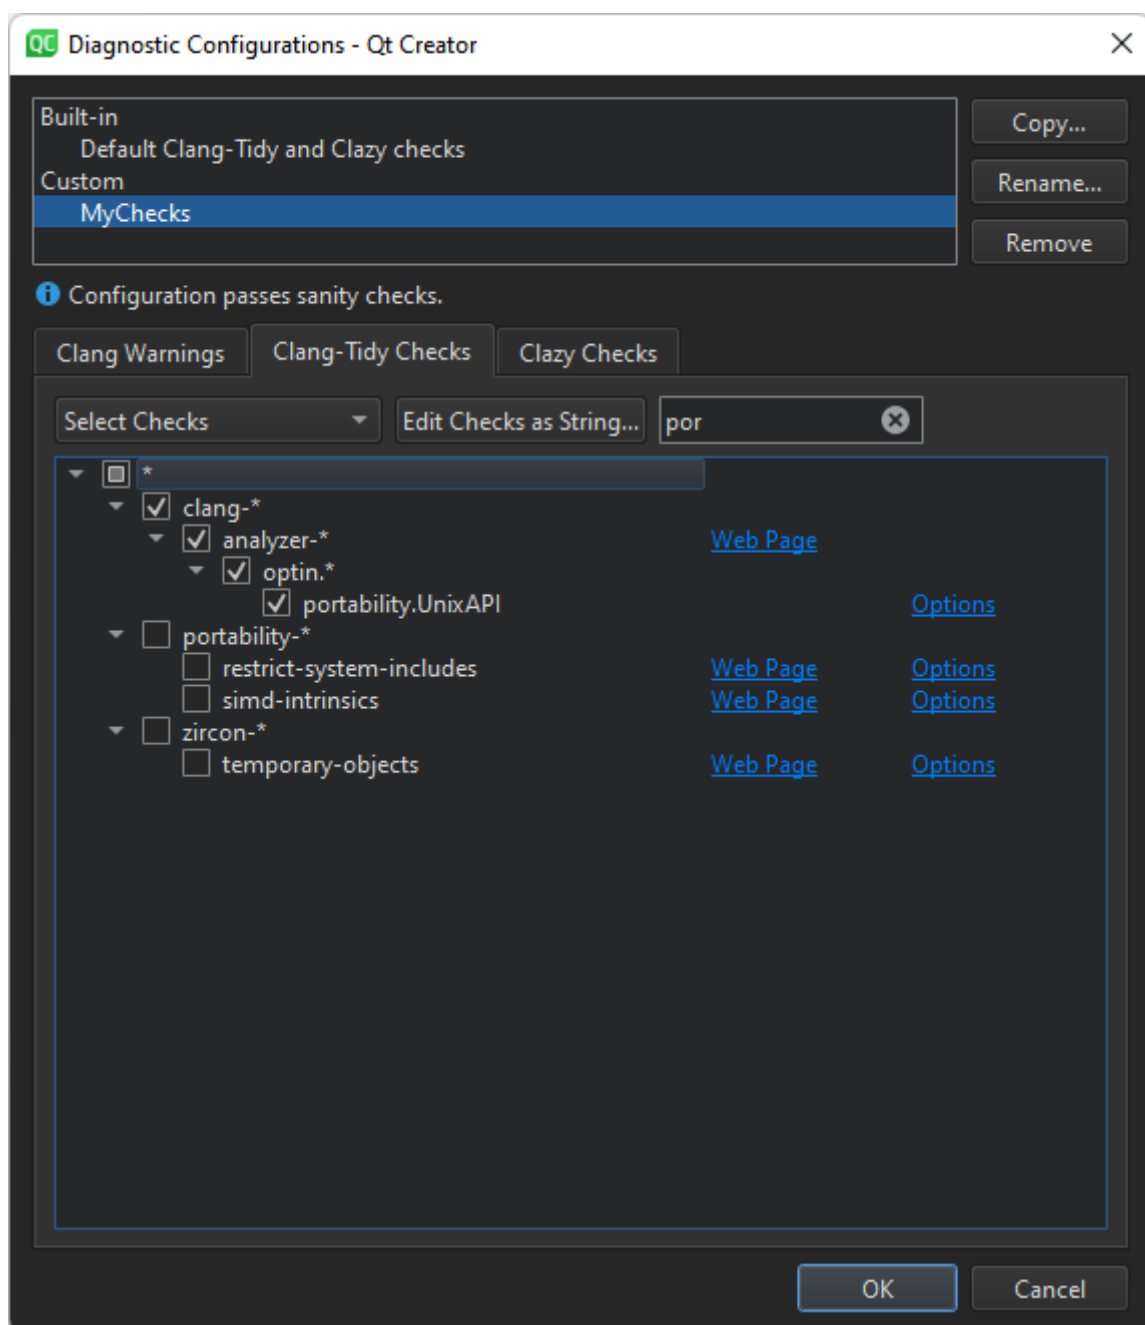 QC Diagnostic Configurations - Qt Creator
Built-in
Default Clang-Tidy and Clazy checks
Custom
MyChecks
Copy...
Rename...
Remove
Configuration passes sanity checks.
Clang Warnings Clang-Tidy Checks Clazy Checks
Select Checks Edit Checks as String... por
*
clang-*
analyzer-* Web Page
optin.*
portability.UnixAPI Options
portability-*
restrict-system-includes Web Page Options
simd-intrinsics Web Page Options
zircon-*
temporary-objects Web Page Options
OK Cancel